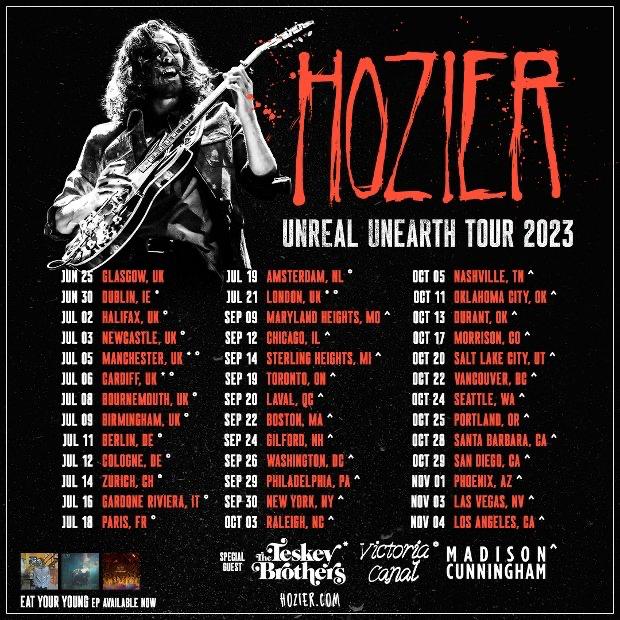 HOZIER
UNREAL UNEARTH TOUR 2023
JUN 25 GLASGOW, UK
JUN 30 DUBLIN, IE *
JUL 02 HALIFAX, UK °
JUL 03 NEWCASTLE, UK °
JUL 05 MANCHESTER, UK * °
JUL 06 CARDIFF, UK * °
JUL 08 BOURNEMOUTH, UK °
JUL 09 BIRMINGHAM, UK °
JUL 11 BERLIN, DE °
JUL 12 COLOGNE, DE °
JUL 14 ZURICH, CH °
JUL 16 GARDONE RIVIERA, IT °
JUL 18 PARIS, FR °
JUL 19 AMSTERDAM, NL °
JUL 21 LONDON, UK * °
SEP 09 MARYLAND HEIGHTS, MO ^
SEP 12 CHICAGO, IL ^
SEP 14 STERLING HEIGHTS, MI ^
SEP 19 TORONTO, ON ^
SEP 20 LAVAL, QC ^
SEP 22 BOSTON, MA ^
SEP 24 GILFORD, NH ^
SEP 26 WASHINGTON, DC ^
SEP 29 PHILADELPHIA, PA ^
SEP 30 NEW YORK, NY ^
OCT 03 RALEIGH, NC ^
OCT 05 NASHVILLE, TN ^
OCT 11 OKLAHOMA CITY, OK ^
OCT 13 DURANT, OK ^
OCT 17 MORRISON, CO ^
OCT 20 SALT LAKE CITY, UT ^
OCT 22 VANCOUVER, BC ^
OCT 24 SEATTLE, WA ^
OCT 25 PORTLAND, OR ^
OCT 28 SANTA BARBARA, CA ^
OCT 29 SAN DIEGO, CA ^
NOV 01 PHOENIX, AZ ^
NOV 03 LAS VEGAS, NV ^
NOV 04 LOS ANGELES, CA ^
EAT YOUR YOUNG EP AVAILABLE NOW
SPECIAL
GUEST
The Teskey *
Brothers
Victoria °
Canal
MADISON ^
CUNNINGHAM
HOZIER.COM